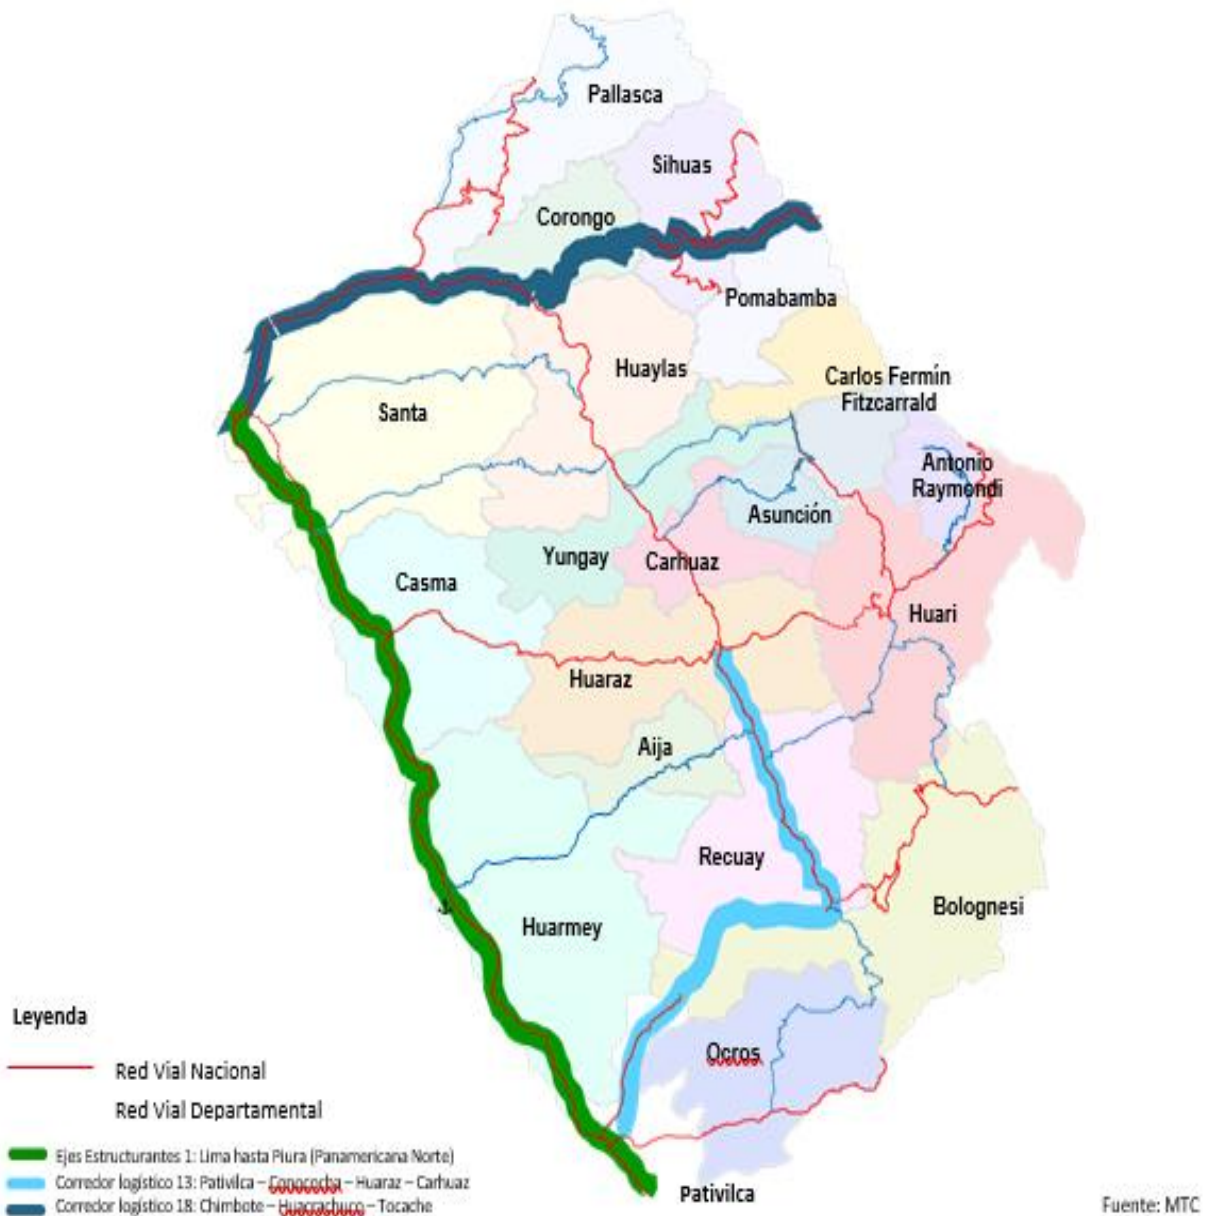 Pallasca
Sihuas
Corongo
Pomabamba
Huaylas
Carlos Fermín
Fitzcarrald
Santa
Antonio
Raymondi
Asunción
Yungay
Carhuaz
Casma
Huari
Huaraz
Aija
Recuay
Bolognesi
Huarmey
Leyenda
Ocros
Red Vial Nacional
Red Vial Departamental
Ejes Estructurantes 1: Lima hasta Piura (Panamericana Norte)
Corredor logístico 13: Pativilca – Conococha – Huaraz – Carhuaz
Corredor logístico 18: Chimbote – Huacrachuco – Tocache
Pativilca
Fuente: MTC